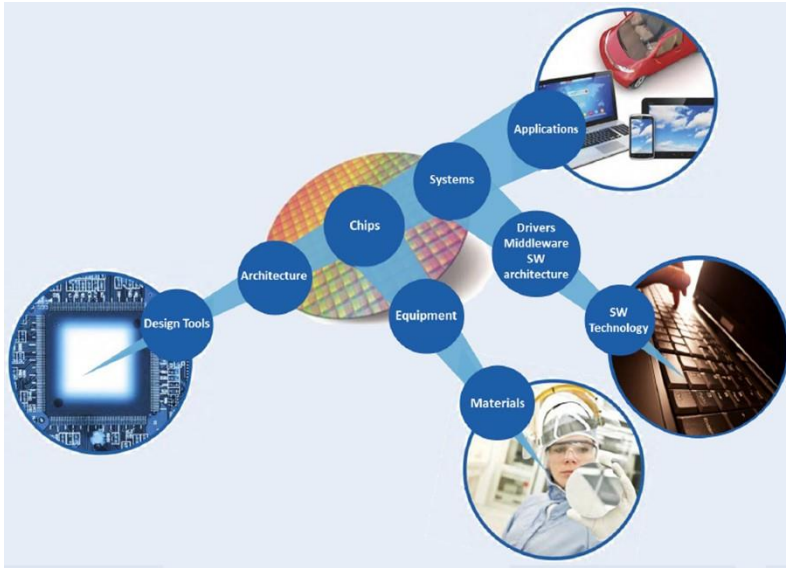 Applications
Systems
Chips
Drivers
Middleware
SW
architecture
Architecture
Design Tools
Equipment
SW
Technology
Materials